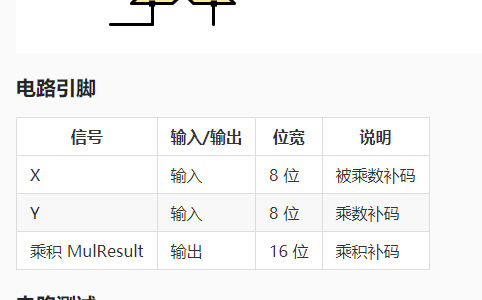 电路引脚
信号 输入/输出 位宽 说明
X 输入 8 位 被乘数补码
Y 输入 8 位 乘数补码
乘积 MulResult 输出 16 位 乘积补码